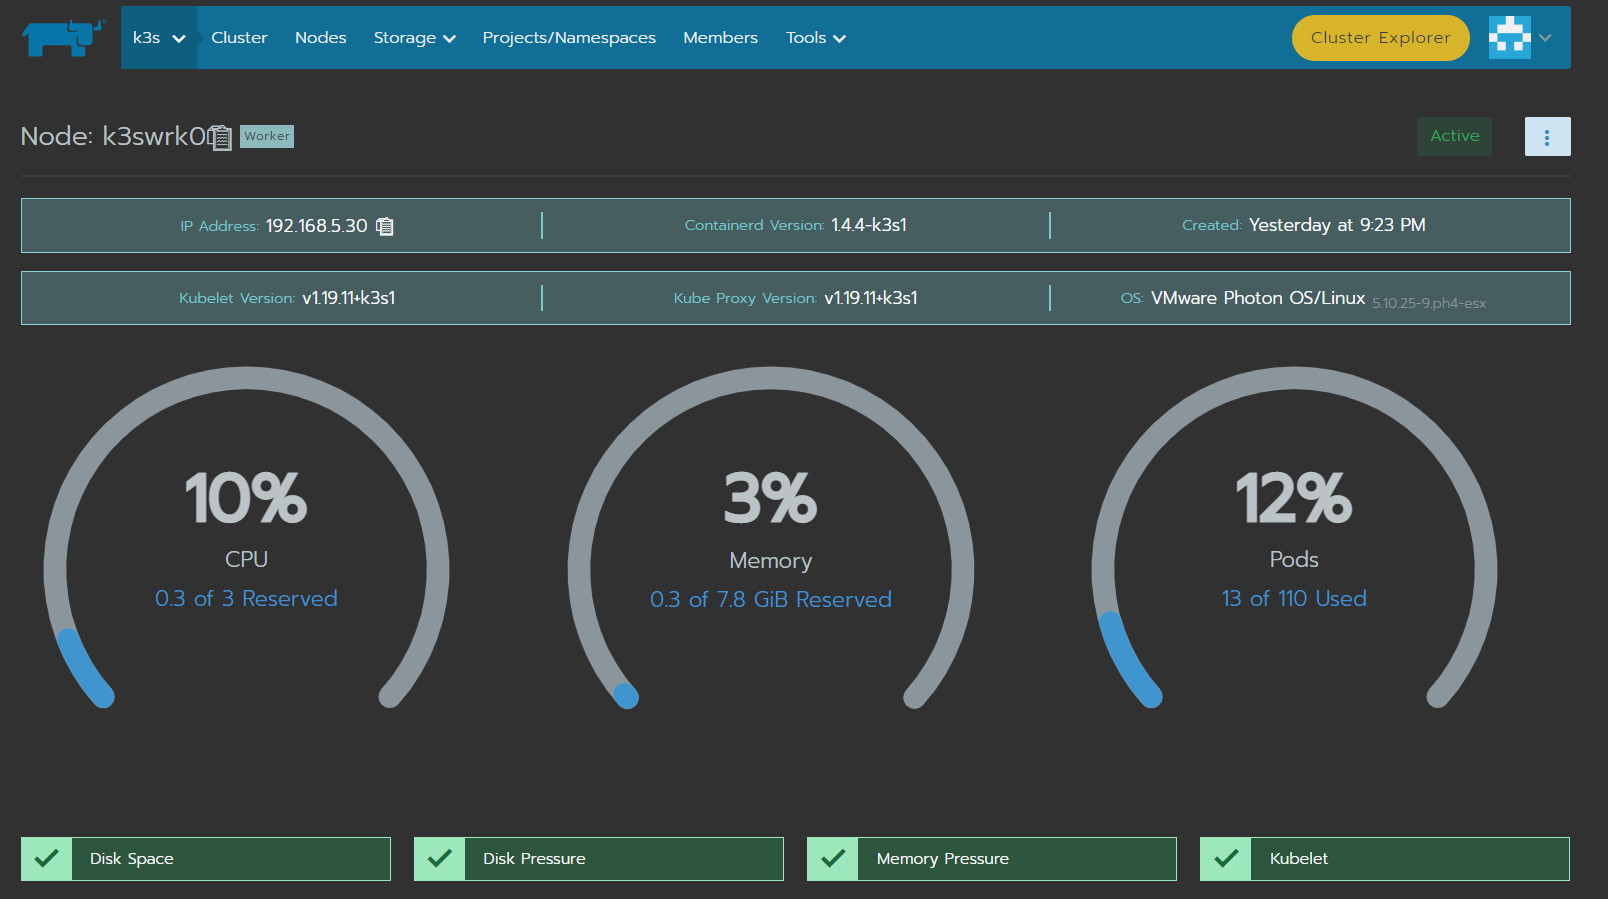 k3s Cluster Nodes Storage Projects/Namespaces Members Tools Cluster Explorer
Node: k3swrk0 Worker Active
IP Address: 192.168.5.30 Containerd Version: 1.4.4-k3s1 Created: Yesterday at 9:23 PM
Kubelet Version: v1.19.11+k3s1 Kube Proxy Version: v1.19.11+k3s1 OS: VMware Photon OS/Linux 5.10.25-9.ph4-esx
10%
CPU
0.3 of 3 Reserved
3%
Memory
0.3 of 7.8 GiB Reserved
12%
Pods
13 of 110 Used
Disk Space Disk Pressure Memory Pressure Kubelet